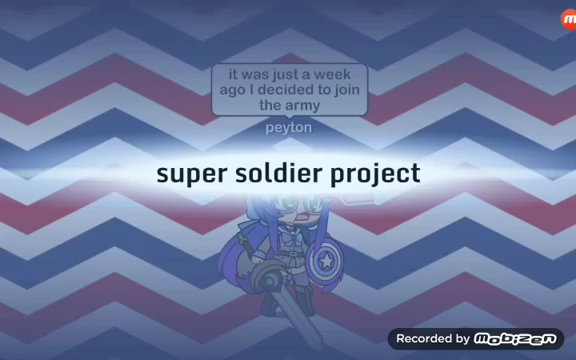 it was just a week
ago I decided to join
the army
peyton
super soldier project
Recorded by mobizen